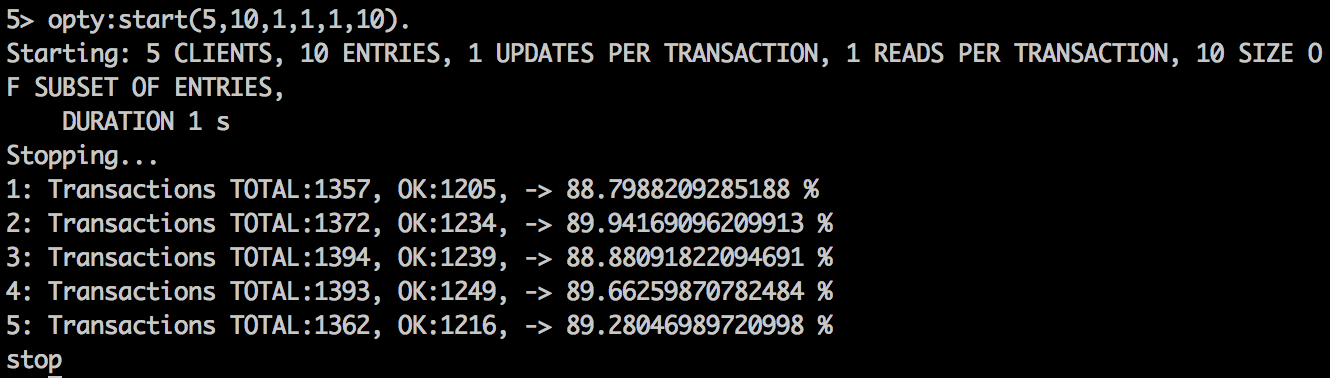 5> opty:start(5,10,1,1,1,10).
Starting: 5 CLIENTS, 10 ENTRIES, 1 UPDATES PER TRANSACTION, 1 READS PER TRANSACTION, 10 SIZE O
F SUBSET OF ENTRIES,
    DURATION 1 s
Stopping...
1: Transactions TOTAL:1357, OK:1205, -> 88.7988209285188 %
2: Transactions TOTAL:1372, OK:1234, -> 89.94169096209913 %
3: Transactions TOTAL:1394, OK:1239, -> 88.88091822094691 %
4: Transactions TOTAL:1393, OK:1249, -> 89.66259870782484 %
5: Transactions TOTAL:1362, OK:1216, -> 89.28046989720998 %
stop